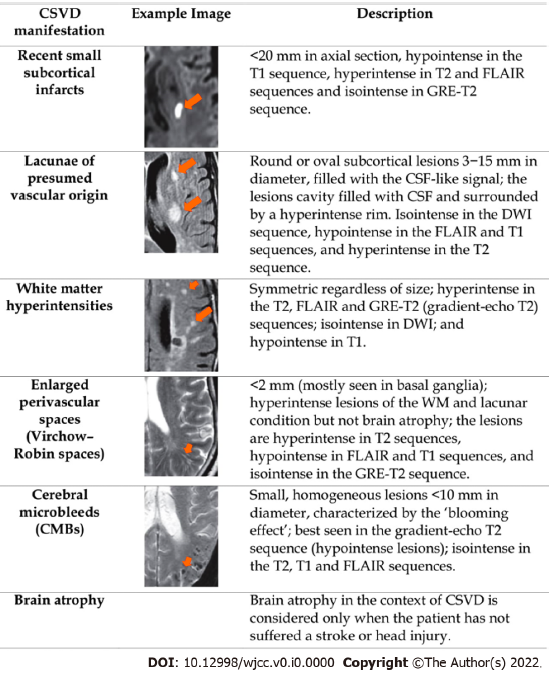 CSVD manifestation Example Image Description
Recent small subcortical infarcts
<20 mm in axial section, hypointense in the
T1 sequence, hyperintense in T2 and FLAIR
sequences and isointense in GRE-T2
sequence.
Lacunae of presumed vascular origin
Round or oval subcortical lesions 3−15 mm in
diameter, filled with the CSF-like signal; the
lesions cavity filled with CSF and surrounded
by a hyperintense rim. Isointense in the DWI
sequence, hypointense in the FLAIR and T1
sequences, and hyperintense in the T2
sequence.
White matter hyperintensities
Symmetric regardless of size; hyperintense in
the T2, FLAIR and GRE-T2 (gradient-echo T2)
sequences; isointense in DWI; and
hypointense in T1.
Enlarged perivascular spaces (Virchow–Robin spaces)
<2 mm (mostly seen in basal ganglia);
hyperintense lesions of the WM and lacunar
condition but not brain atrophy; the lesions
are hyperintense in T2 sequences,
hypointense in FLAIR and T1 sequences, and
isointense in the GRE-T2 sequence.
Cerebral microbleeds (CMBs)
Small, homogeneous lesions <10 mm in
diameter, characterized by the ‘blooming
effect’; best seen in the gradient-echo T2
sequence (hypointense lesions); isointense in
the T2, T1 and FLAIR sequences.
Brain atrophy
Brain atrophy in the context of CSVD is
considered only when the patient has not
suffered a stroke or head injury.
DOI: 10.12998/wjcc.v0.i0.0000 Copyright ©The Author(s) 2022.